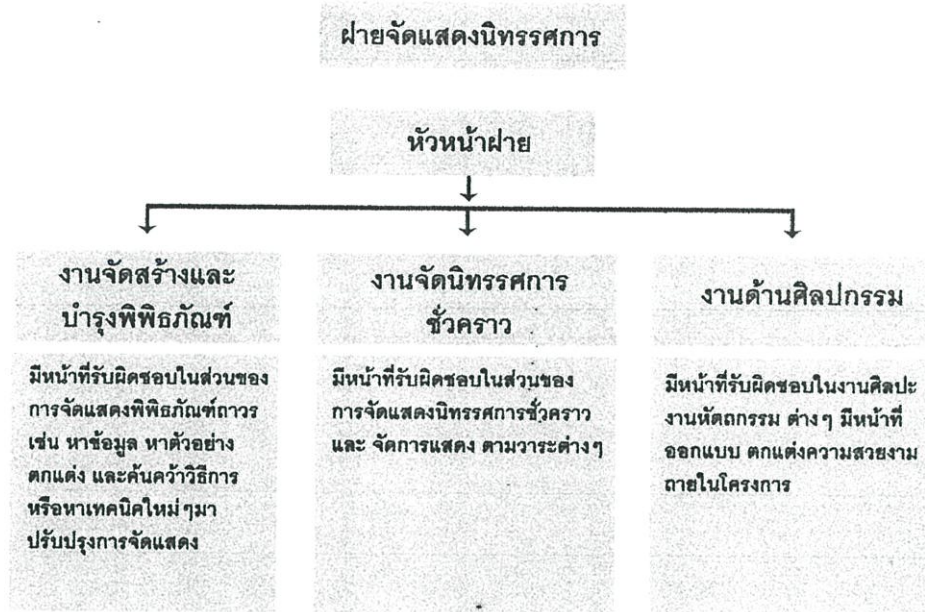 ฝ่ายจัดแสดงนิทรรศการ
หัวหน้าฝ่าย
งานจัดสร้างและ
บำรุงพิพิธภัณฑ์
มีหน้าที่รับผิดชอบในส่วนของ
การจัดแสดงพิพิธภัณฑ์ถาวร
เช่น หาข้อมูล หาตัวอย่าง
ตกแต่ง และค้นคว้าวิธีการ
หรือหาเทคนิคใหม่ๆมา
ปรับปรุงการจัดแสดง
งานจัดนิทรรศการ
ชั่วคราว
มีหน้าที่รับผิดชอบในส่วนของ
การจัดแสดงนิทรรศการชั่วคราว
และ จัดการแสดง ตามวาระต่างๆ
งานด้านศิลปกรรม
มีหน้าที่รับผิดชอบในงานศิลปะ
งานหัตถกรรม ต่างๆ มีหน้าที่
ออกแบบ ตกแต่งความสวยงาม
ภายในโครงการ